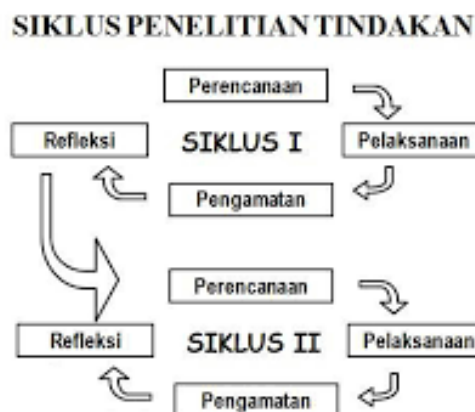 SIKLUS PENELITIAN TINDAKAN
Perencanaan
Refleksi
SIKLUS I
Pelaksanaan
Pengamatan
Perencanaan
Refleksi
SIKLUS II
Pelaksanaan
Pengamatan